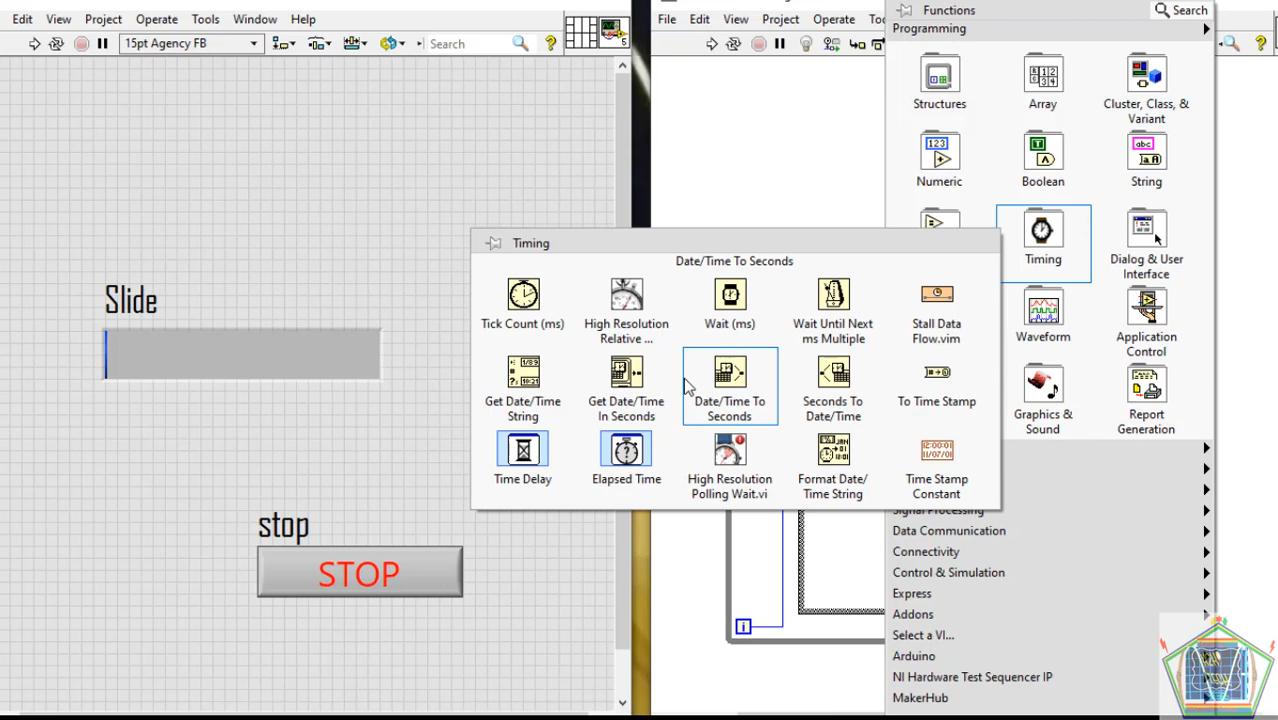 Edit View Project Operate Tools Window Help
15pt Agency FB
Search
5
Slide
stop
STOP
File Edit View Project Operate
Functions
Search
Programming
Structures
Array
Cluster, Class, & Variant
Numeric
Boolean
String
Timing
Dialog & User Interface
Waveform
Application Control
Graphics & Sound
Report Generation
Timing
Date/Time To Seconds
Tick Count (ms)
High Resolution Relative ...
Wait (ms)
Wait Until Next ms Multiple
Stall Data Flow.vim
Get Date/Time String
Get Date/Time In Seconds
Date/Time To Seconds
Seconds To Date/Time
To Time Stamp
Time Delay
Elapsed Time
High Resolution Polling Wait.vi
Format Date/ Time String
Time Stamp Constant
Signal Processing
Data Communication
Connectivity
Control & Simulation
Express
Addons
Select a VI...
Arduino
NI Hardware Test Sequencer IP
MakerHub
i